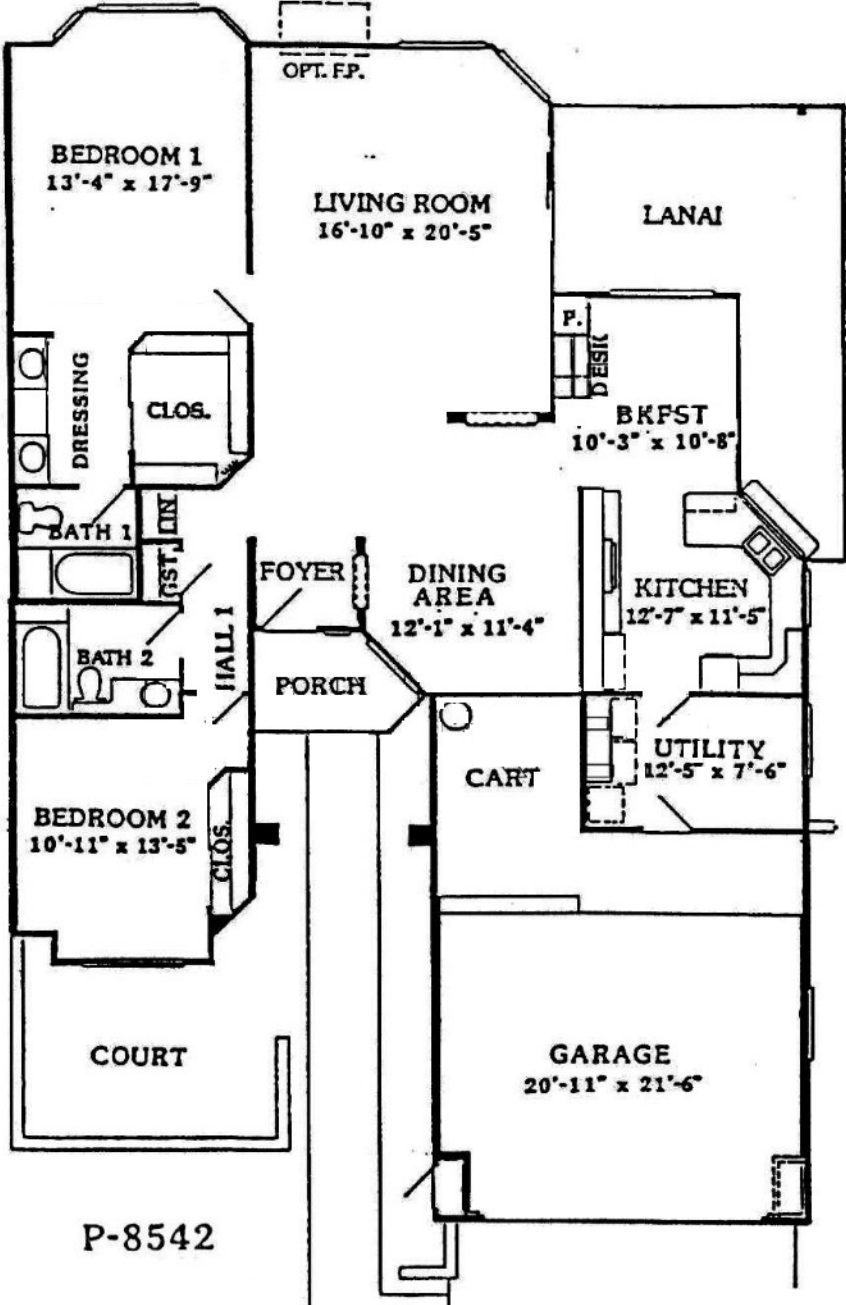 OPT. F.P.
BEDROOM 1
13'-4" x 17'-9"
LIVING ROOM
16'-10" x 20'-5"
LANAI
P.
DESK
DRESSING
CLOS.
BKFST
10'-3" x 10'-8"
LIN
BATH 1
GST.
FOYER
DINING
AREA
12'-1" x 11'-4"
KITCHEN
12'-7" x 11'-5"
HALL 1
BATH 2
PORCH
UTILITY
12'-5" x 7'-6"
CART
BEDROOM 2
10'-11" x 13'-5"
CLOS.
COURT
GARAGE
20'-11" x 21'-6"
P-8542